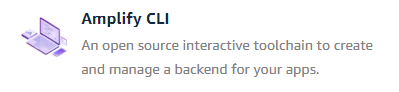 Amplify CLI
An open source interactive toolchain to create
and manage a backend for your apps.